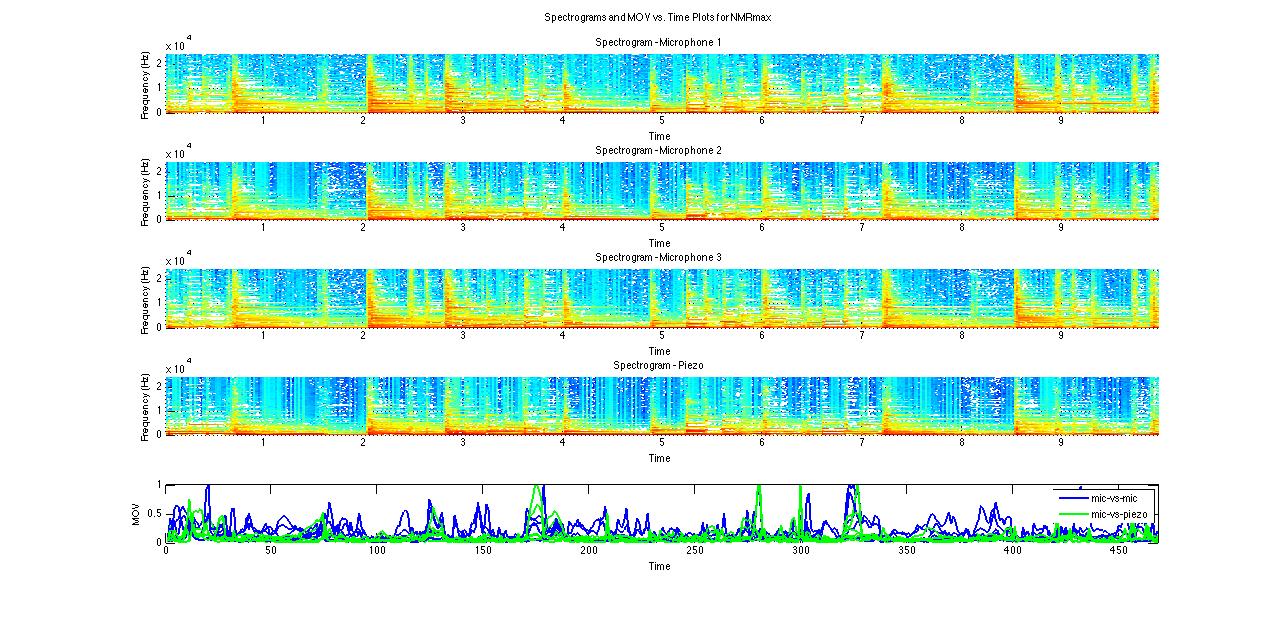 Spectrograms and MOV vs. Time Plots for NMRmax
Spectrogram - Microphone 1
x 10 4
Frequency (Hz)
2
1
0
1 2 3 4 5 6 7 8 9
Time
Spectrogram - Microphone 2
x 10 4
Frequency (Hz)
2
1
0
1 2 3 4 5 6 7 8 9
Time
Spectrogram - Microphone 3
x 10 4
Frequency (Hz)
2
1
0
1 2 3 4 5 6 7 8 9
Time
Spectrogram - Piezo
x 10 4
Frequency (Hz)
2
1
0
1 2 3 4 5 6 7 8 9
Time
MOV
1
0.5
0
mic-vs-mic
mic-vs-piezo
0 50 100 150 200 250 300 350 400 450
Time